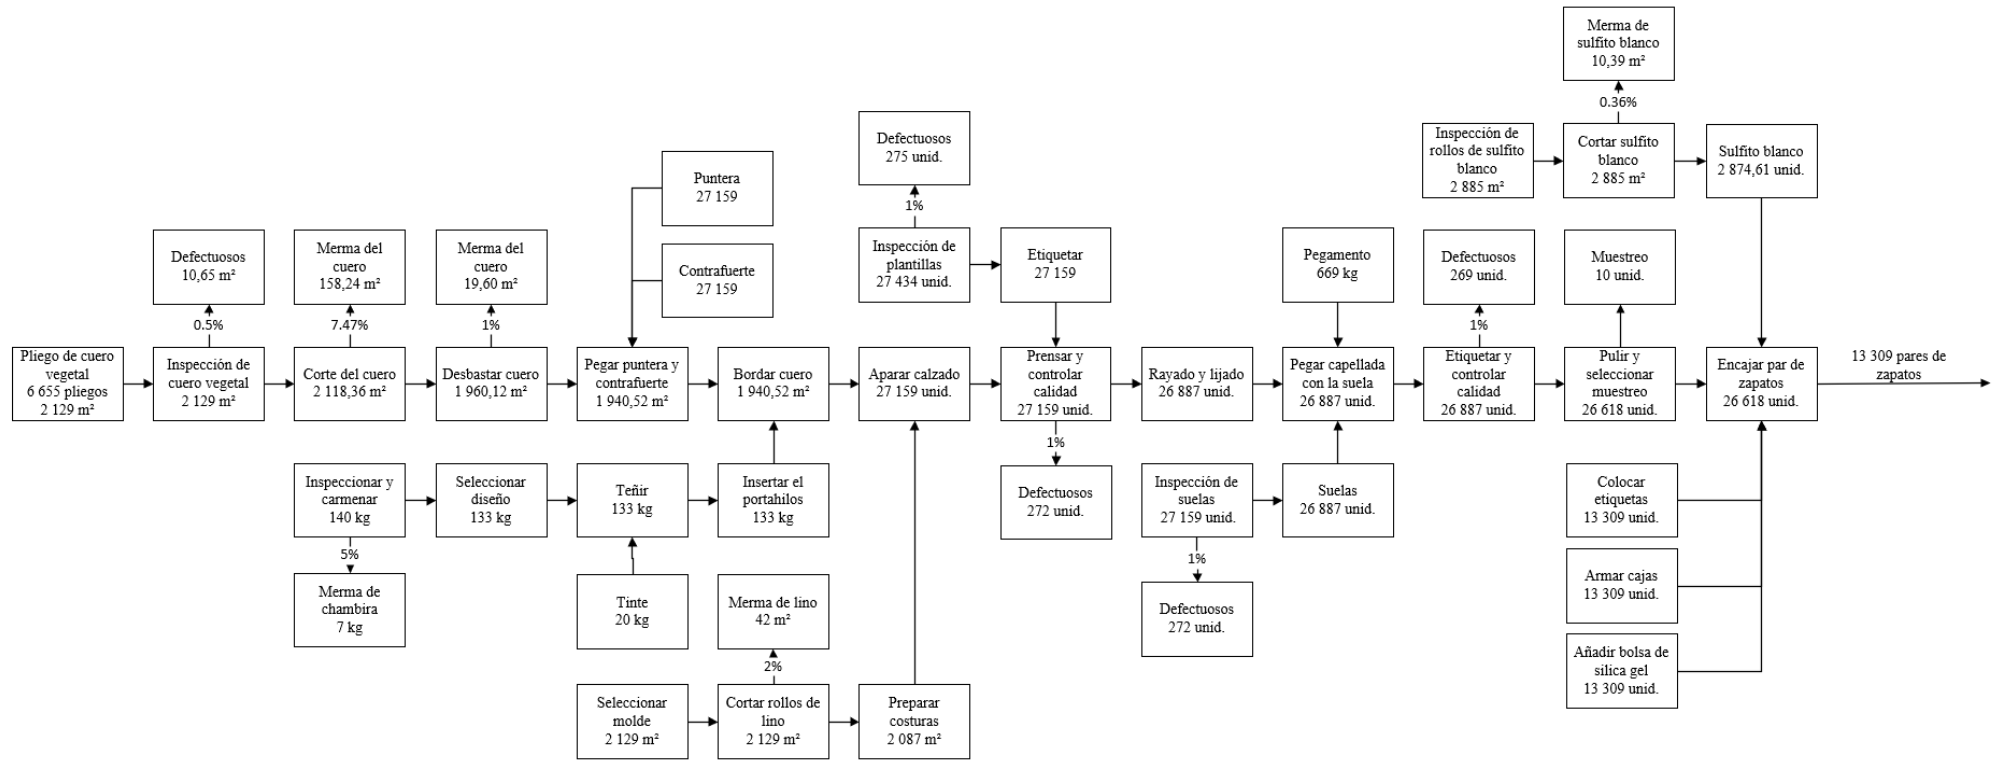 Merma de
sulfito blanco
10,39 m²
0.36%
Inspección de
rollos de sulfito
blanco
2 885 m²
Cortar sulfito
blanco
2 885 m²
Sulfito blanco
2 874,61 unid.
Defectuosos
275 unid.
1%
Inspección de
plantillas
27 434 unid.
Etiquetar
27 159
Puntera
27 159
Contrafuerte
27 159
Defectuosos
10,65 m²
0.5%
Merma del
cuero
158,24 m²
7.47%
Merma del
cuero
19,60 m²
1%
Pegamento
669 kg
Defectuosos
269 unid.
1%
Muestreo
10 unid.
Pliego de cuero
vegetal
6 655 pliegos
2 129 m²
Inspección de
cuero vegetal
2 129 m²
Corte del cuero
2 118,36 m²
Desbastar cuero
1 960,12 m²
Pegar puntera y
contrafuerte
1 940,52 m²
Bordar cuero
1 940,52 m²
Aparar calzado
27 159 unid.
Prensar y
controlar
calidad
27 159 unid.
Rayado y lijado
26 887 unid.
Pegar capellada
con la suela
26 887 unid.
Etiquetar y
controlar
calidad
26 887 unid.
Pulir y
seleccionar
muestreo
26 618 unid.
Encajar par de
zapatos
26 618 unid.
13 309 pares de
zapatos
Inspeccionar y
carmenar
140 kg
5%
Merma de
chambira
7 kg
Seleccionar
diseño
133 kg
Teñir
133 kg
Insertar el
portahilos
133 kg
Tinte
20 kg
Merma de lino
42 m²
2%
Seleccionar
molde
2 129 m²
Cortar rollos de
lino
2 129 m²
Preparar
costuras
2 087 m²
1%
Defectuosos
272 unid.
Inspección de
suelas
27 159 unid.
Suelas
26 887 unid.
1%
Defectuosos
272 unid.
Colocar
etiquetas
13 309 unid.
Armar cajas
13 309 unid.
Añadir bolsa de
silica gel
13 309 unid.